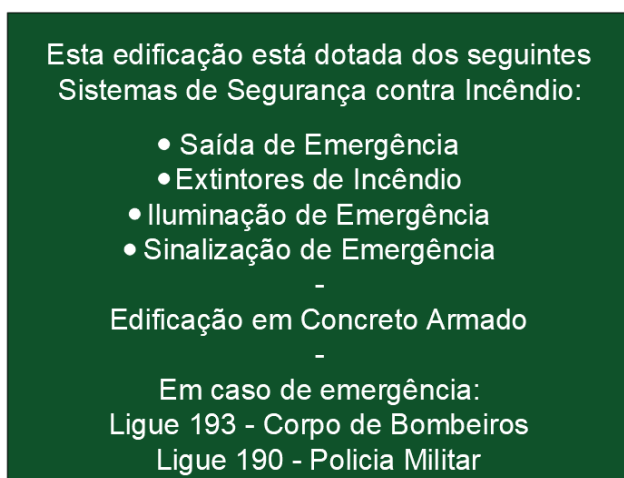 Esta edificação está dotada dos seguintes
Sistemas de Segurança contra Incêndio:
• Saída de Emergência
• Extintores de Incêndio
• Iluminação de Emergência
• Sinalização de Emergência
-
Edificação em Concreto Armado
-
Em caso de emergência:
Ligue 193 - Corpo de Bombeiros
Ligue 190 - Policia Militar